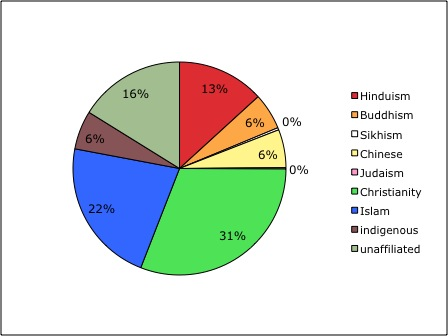 13%
6%
0%
6%
0%
31%
22%
6%
16%
Hinduism
Buddhism
Sikhism
Chinese
Judaism
Christianity
Islam
indigenous
unaffiliated